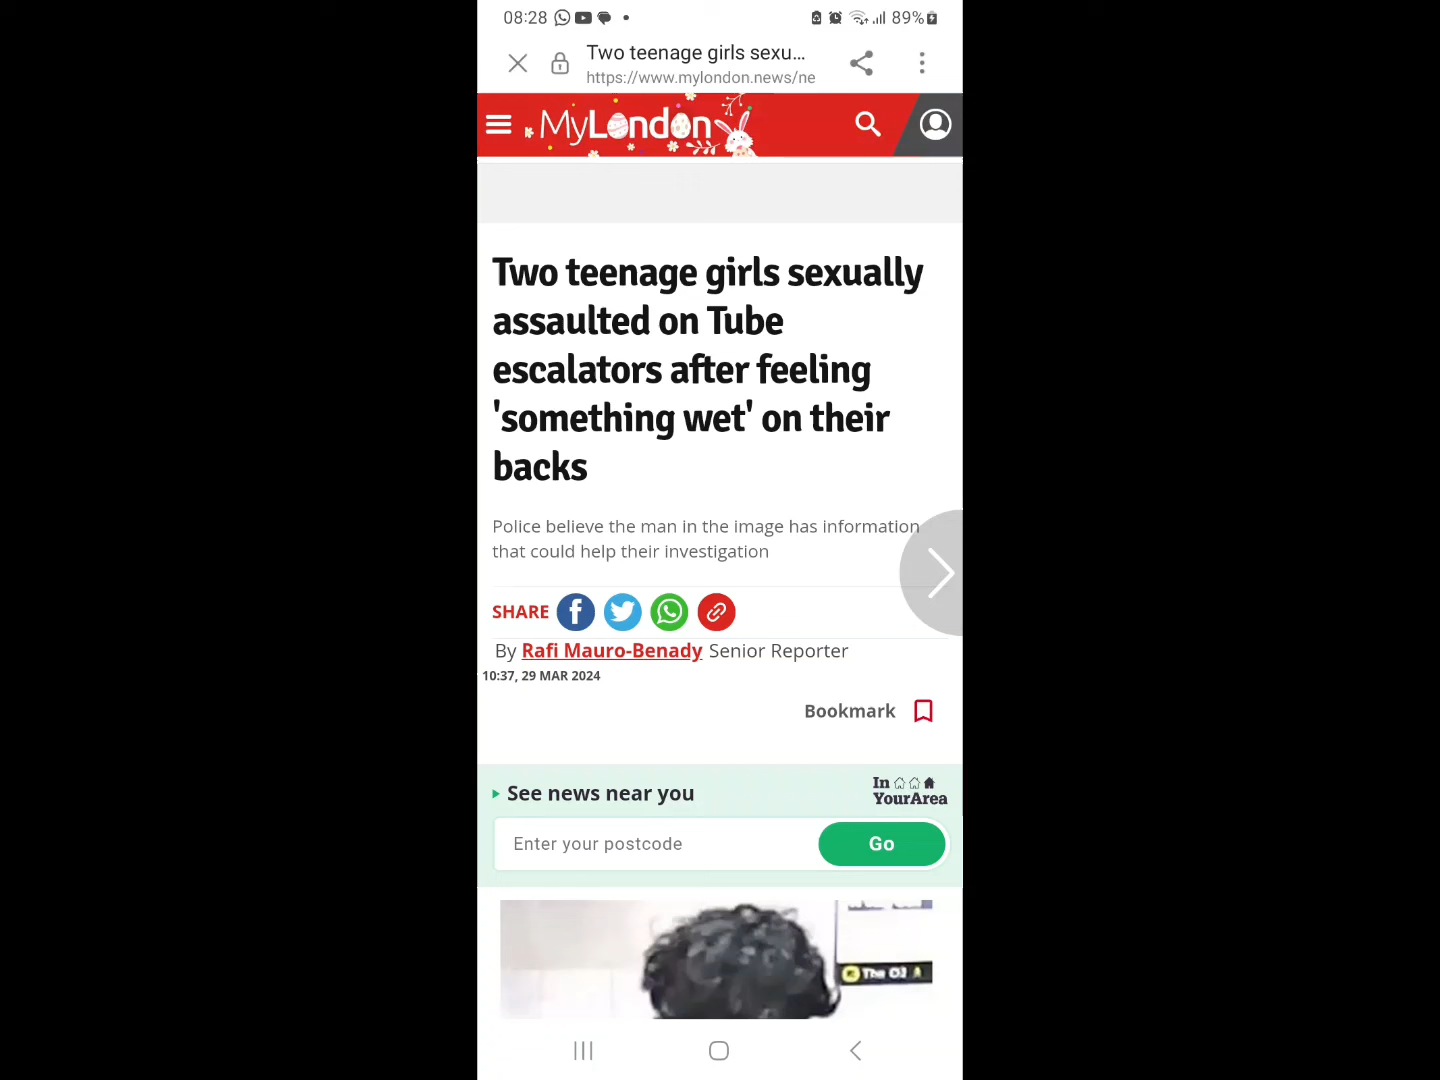 08:28
89%
Two teenage girls sexu...
https://www.mylondon.news/ne
MyLondon
Two teenage girls sexually
assaulted on Tube
escalators after feeling
'something wet' on their
backs
Police believe the man in the image has information
that could help their investigation
SHARE
By Rafi Mauro-Benady Senior Reporter
10:37, 29 MAR 2024
Bookmark
See news near you
In
YourArea
Enter your postcode
Go
The O2